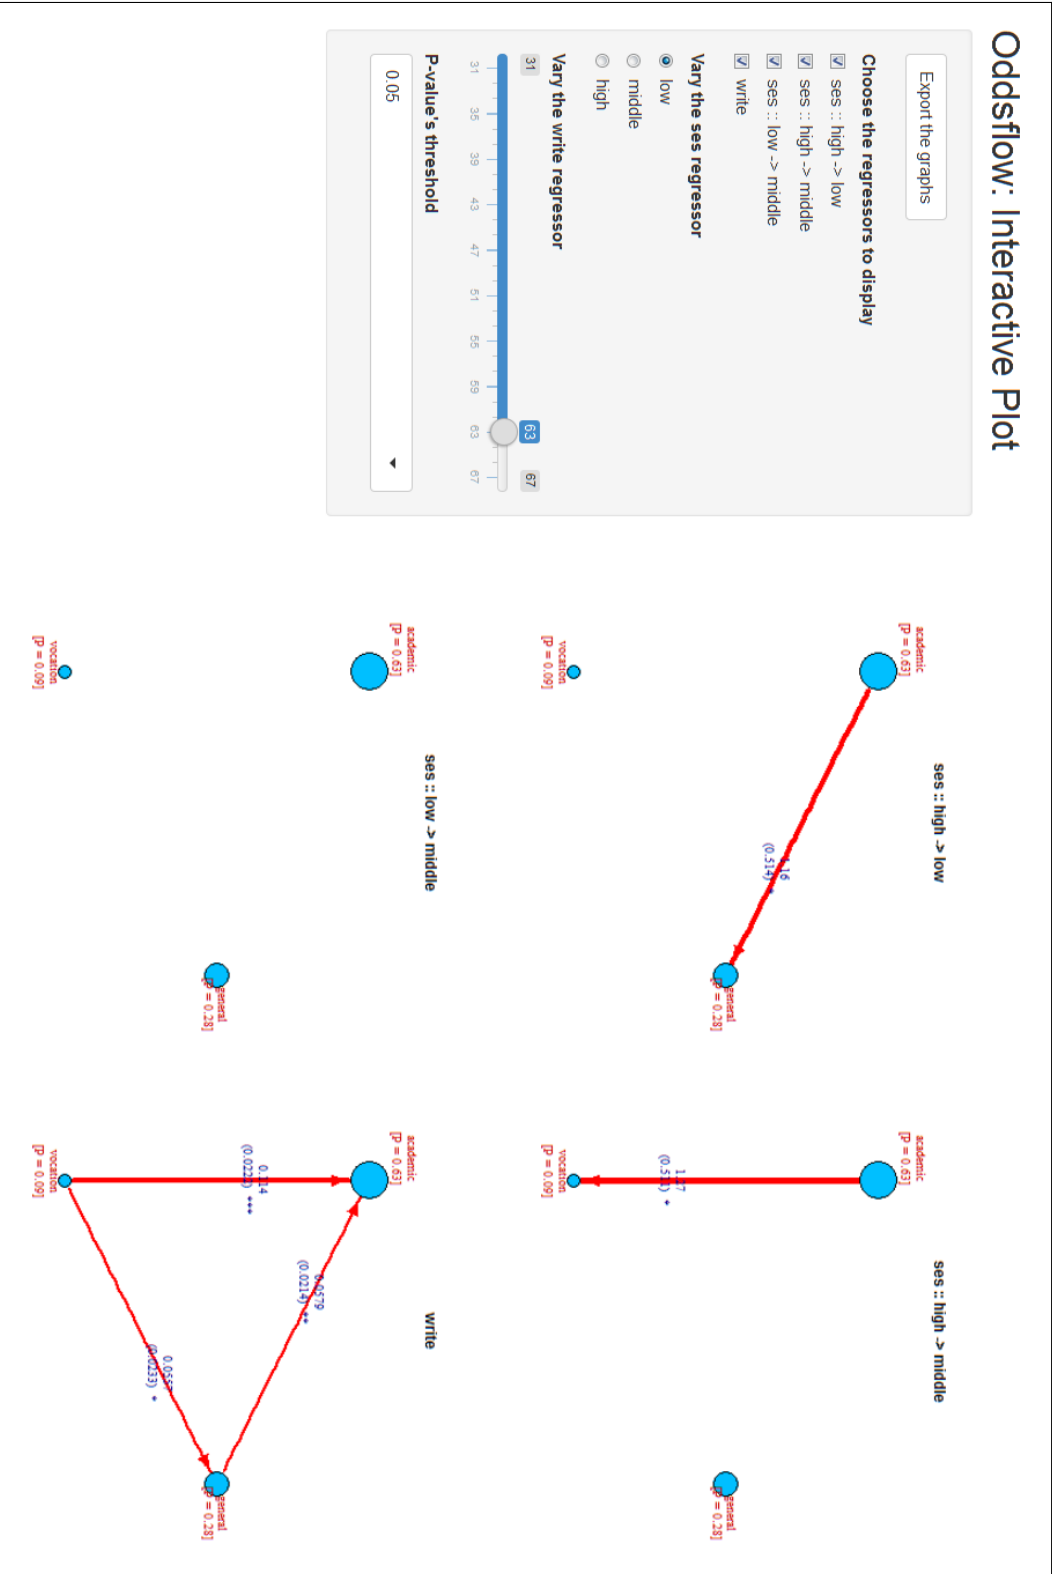 Oddsflow: Interactive Plot
Export the graphs
Choose the regressors to display
ses :: high -> low
ses :: high -> middle
ses :: low -> middle
write
Vary the ses regressor
low
middle
high
Vary the write regressor
31 63 67
31 35 39 43 47 51 55 59 63 67
P-value's threshold
0.05
ses :: high -> low
academic
[P = 0.63]
(0.514) *
vocation
[P = 0.09]
general
[P = 0.28]
ses :: high -> middle
academic
[P = 0.63]
vocation
[P = 0.09]
general
[P = 0.28]
ses :: low -> middle
academic
[P = 0.63]
vocation
[P = 0.09]
general
[P = 0.28]
write
academic
[P = 0.63]
0.114
***
0.0579
(0.0214) **
(0.0233) *
vocation
[P = 0.09]
general
[P = 0.28]